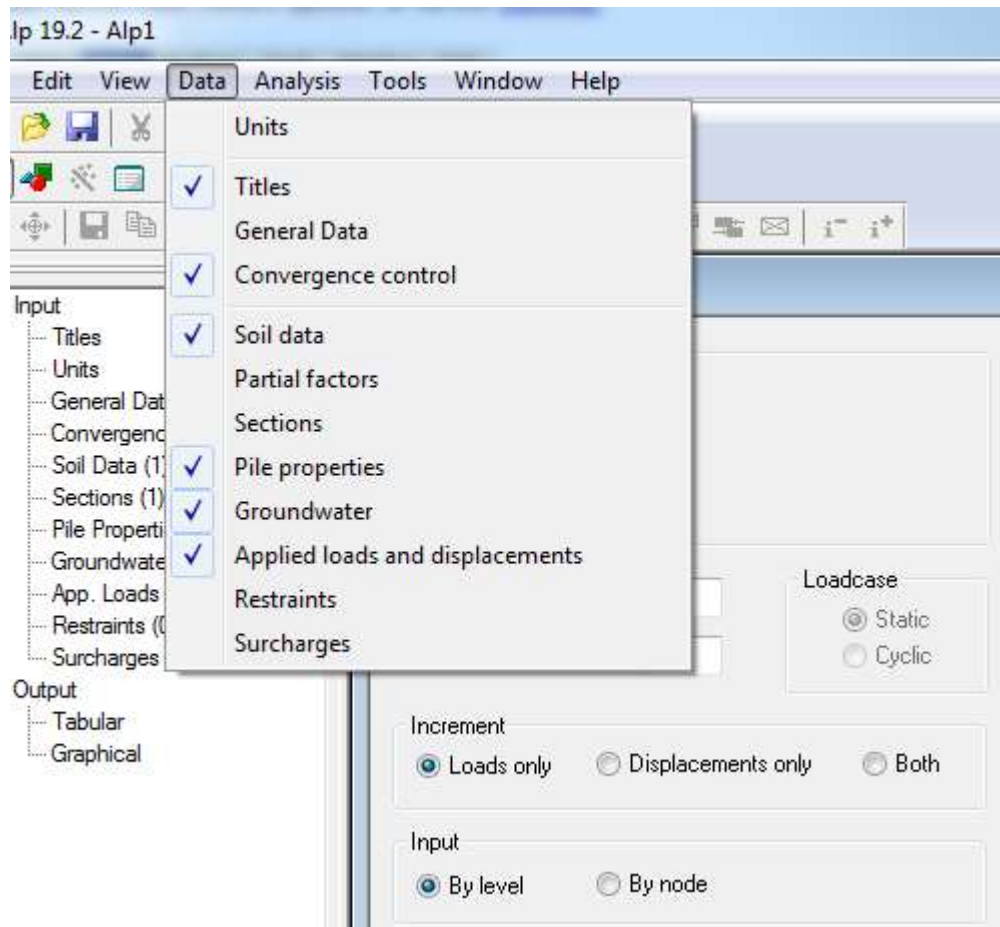 lp 19.2 - Alp1
Edit View Data Analysis Tools Window Help
Units
Titles
General Data
Convergence control
Soil data
Partial factors
Sections
Pile properties
Groundwater
Applied loads and displacements
Restraints
Surcharges
i- i+
Input
Titles
Units
General Dat
Convergenc
Soil Data (1)
Sections (1)
Pile Properti
Groundwate
App. Loads
Restraints (0
Surcharges
Output
Tabular
Graphical
Loadcase
Static
Cyclic
Increment
Loads only Displacements only Both
Input
By level By node